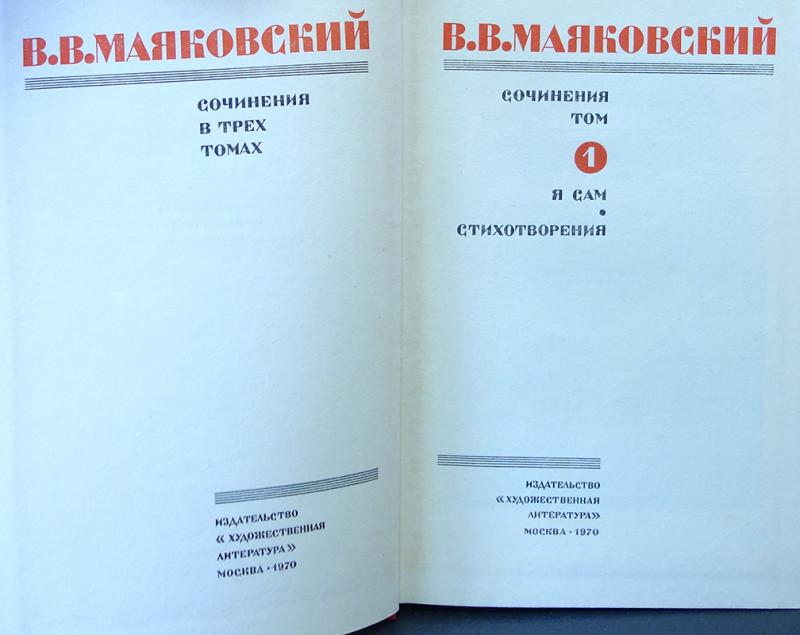 В.В.МАЯКОВСКИЙ
СОЧИНЕНИЯ
В ТРЕХ
ТОМАХ
ИЗДАТЕЛЬСТВО
«ХУДОЖЕСТВЕННАЯ
ЛИТЕРАТУРА»
МОСКВА · 1970
В.В.МАЯКОВСКИЙ
СОЧИНЕНИЯ
ТОМ
1
Я САМ
•
СТИХОТВОРЕНИЯ
ИЗДАТЕЛЬСТВО
«ХУДОЖЕСТВЕННАЯ
ЛИТЕРАТУРА»
МОСКВА · 1970